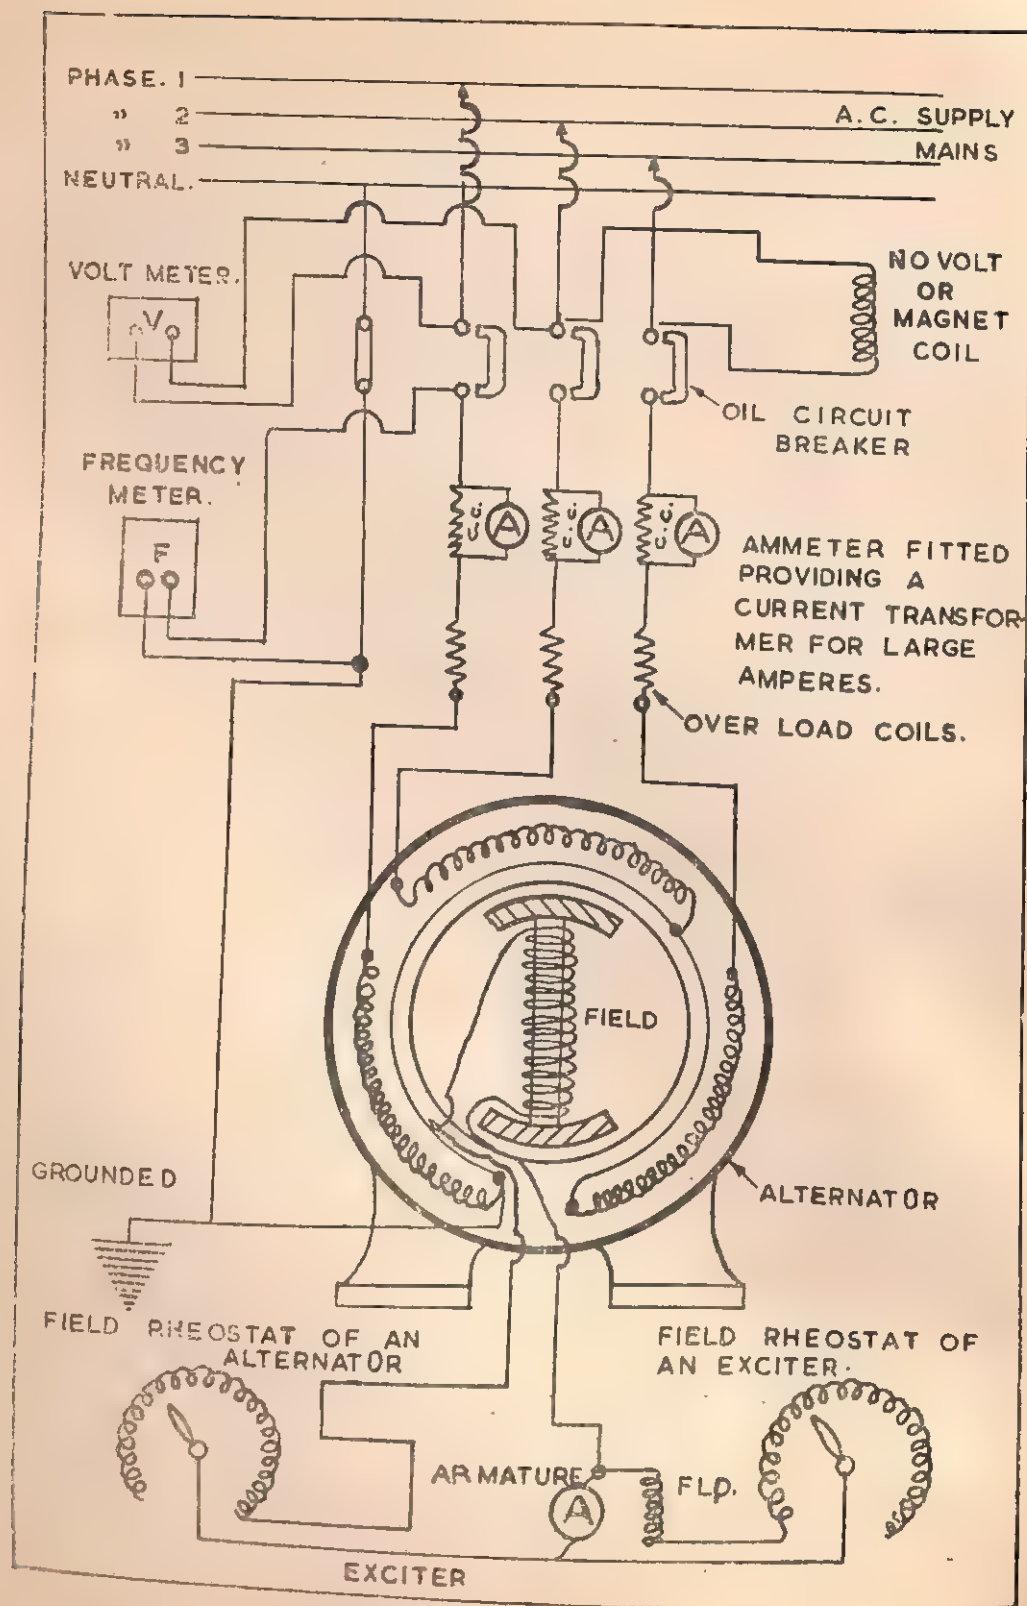 PHASE. 1
" 2
" 3
NEUTRAL.
A.C. SUPPLY
MAINS
VOLT METER.
V
NO VOLT
OR
MAGNET
COIL
OIL CIRCUIT
BREAKER
FREQUENCY
METER.
F
C.C.
A
C.C.
A
C.C.
A
AMMETER FITTED
PROVIDING A
CURRENT TRANSFOR-
MER FOR LARGE
AMPERES.
OVER LOAD COILS.
FIELD
GROUNDED
ALTERNATOR
FIELD RHEOSTAT OF AN
ALTERNATOR
FIELD RHEOSTAT OF
AN EXCITER.
ARMATURE
A
FLD.
EXCITER